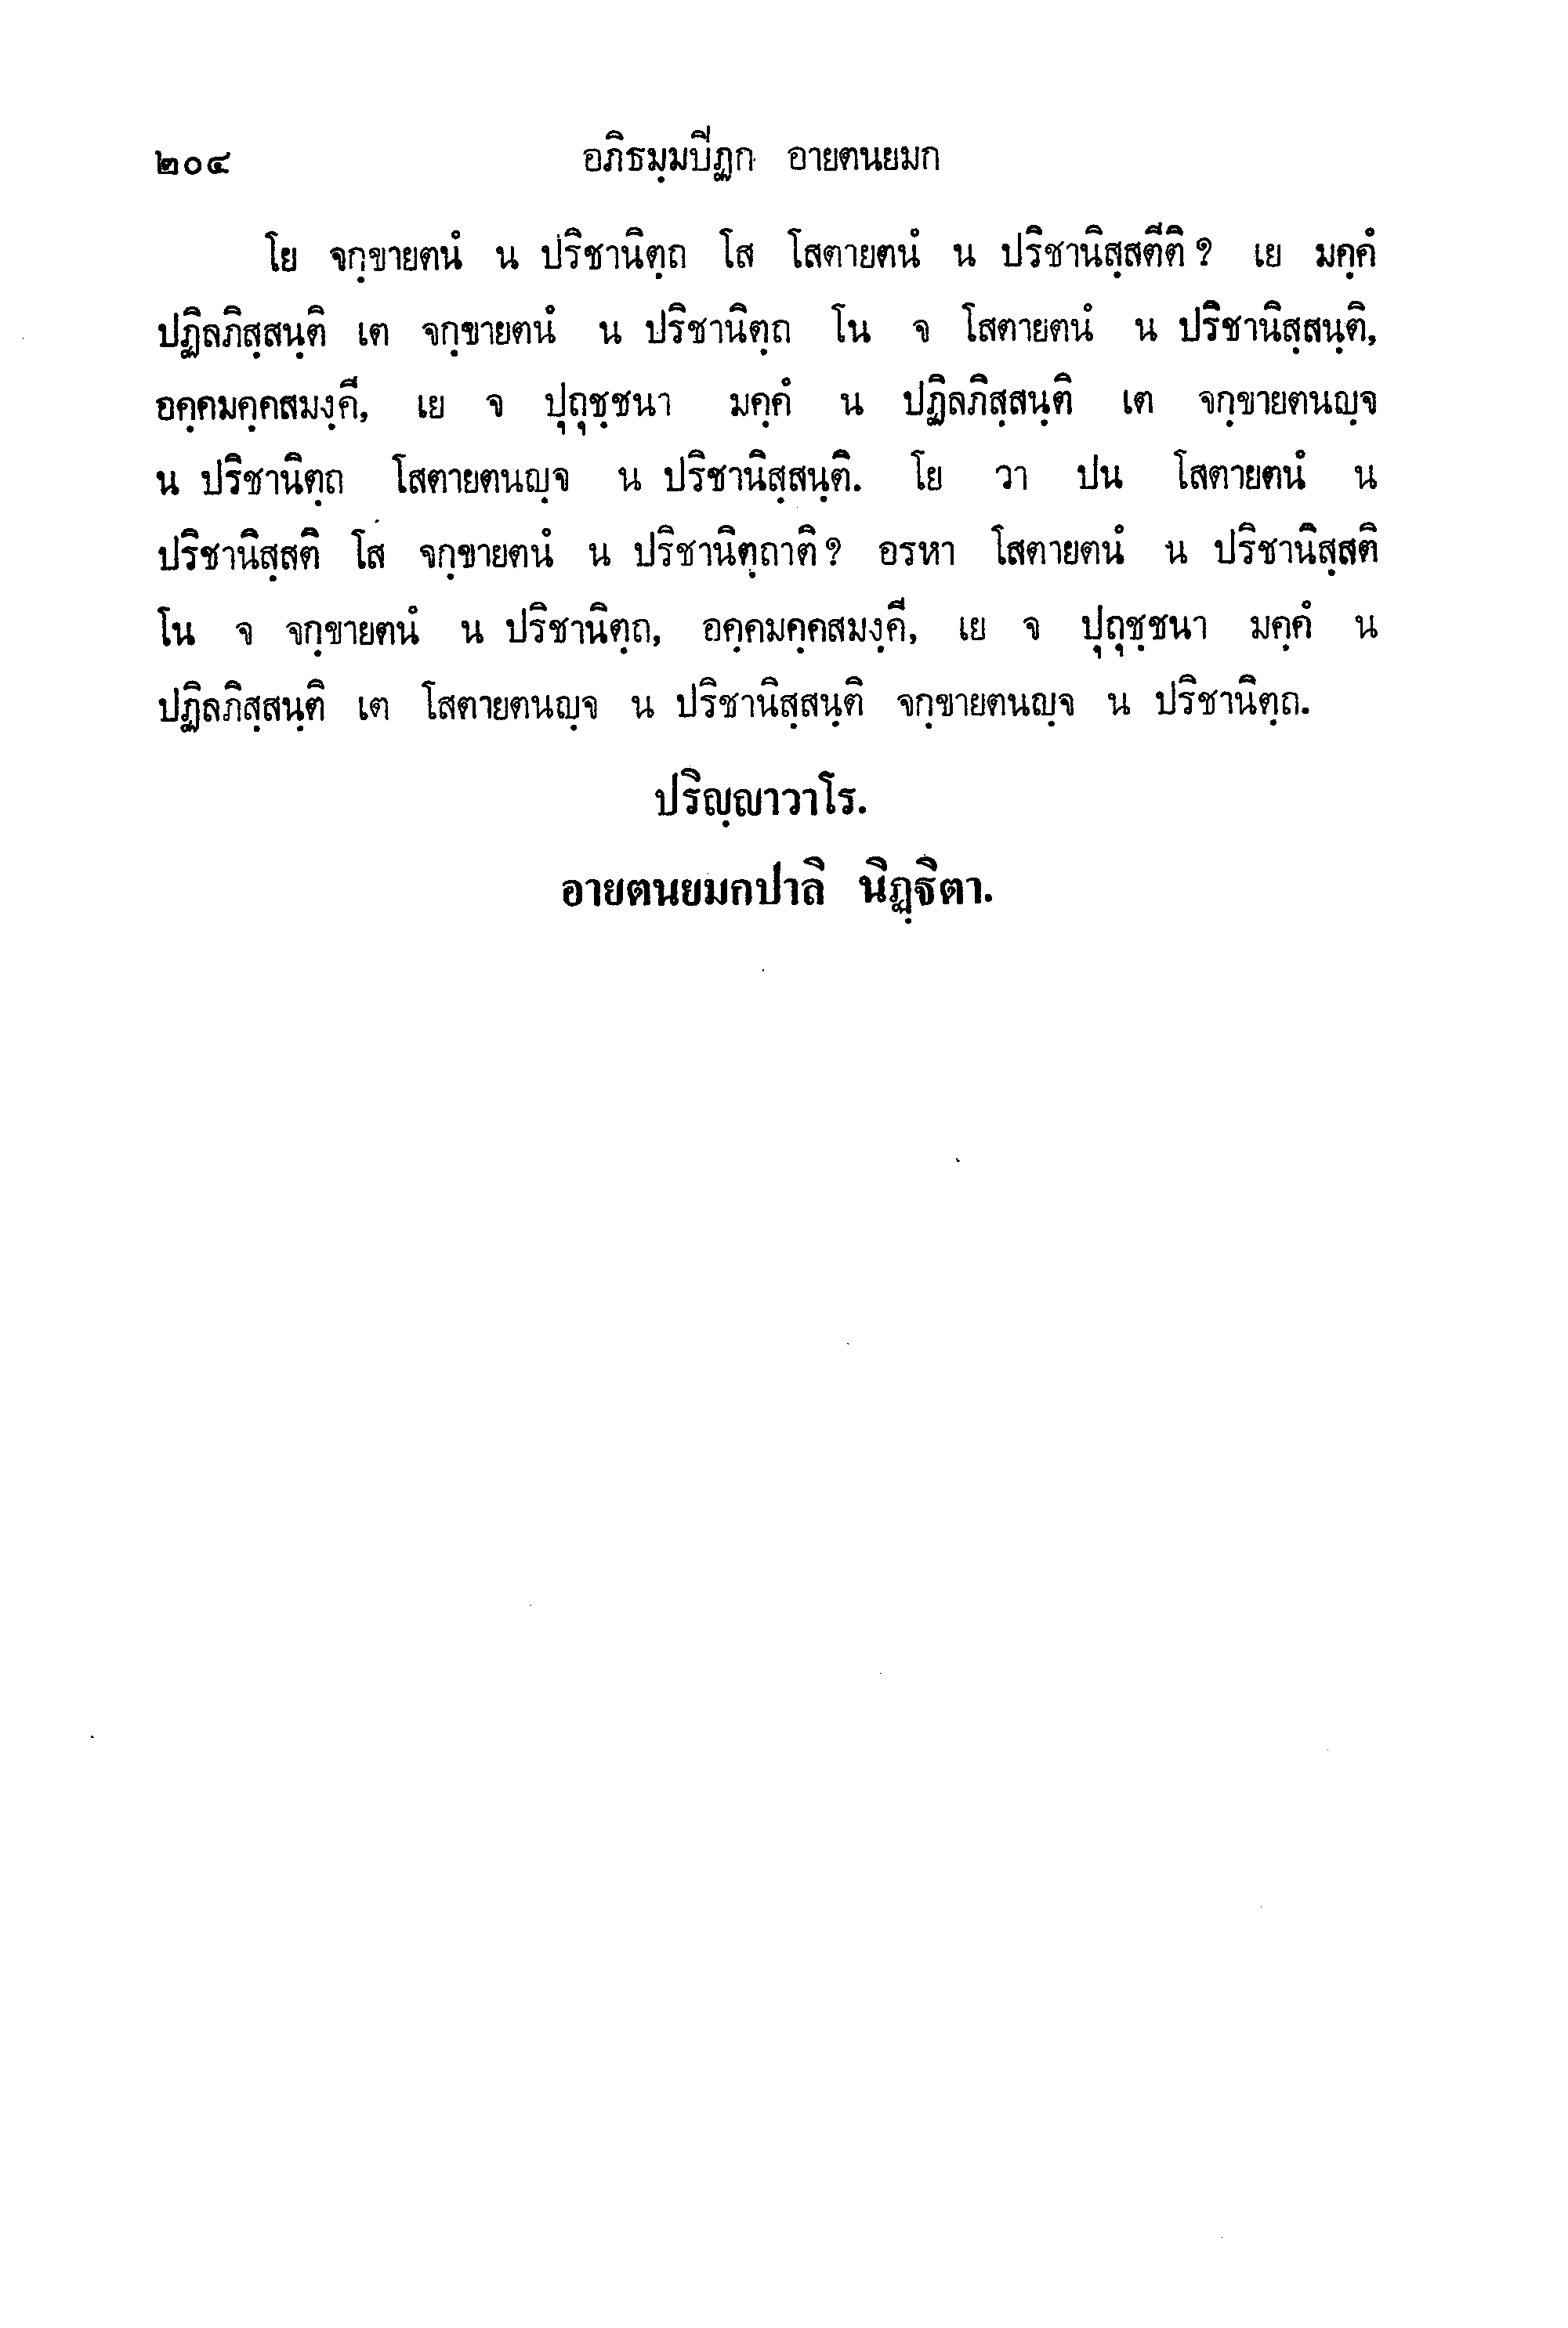 ๒๐๔ อภิธมฺมปีฏก อายตนยมก
โย จกฺขายตนํ น ปริชานิตฺถ โส โสตายตนํ น ปริชานิสฺสตีติ ? เย มคฺคํ
ปฏิลภิสฺสนฺติ เต จกฺขายตนํ น ปริชานิตฺถ โน จ โสตายตนํ น ปริชานิสฺสนฺติ,
อคฺคมคฺคสมงฺคี, เย จ ปุถุชฺชนา มคฺคํ น ปฏิลภิสฺสนฺติ เต จกฺขายตนญฺจ
น ปริชานิตฺถ โสตายตนญฺจ น ปริชานิสฺสนฺติ. โย วา ปน โสตายตนํ น
ปริชานิสฺสติ โส จกฺขายตนํ น ปริชานิตฺถาติ ? อรหา โสตายตนํ น ปริชานิสฺสติ
โน จ จกฺขายตนํ น ปริชานิตฺถ, อคฺคมคฺคสมงฺคี, เย จ ปุถุชฺชนา มคฺคํ น
ปฏิลภิสฺสนฺติ เต โสตายตนญฺจ น ปริชานิสฺสนฺติ จกฺขายตนญฺจ น ปริชานิตฺถ.
ปริญฺญาวาโร.
อายตนยมกปาลิ นิฏฺฐิตา.